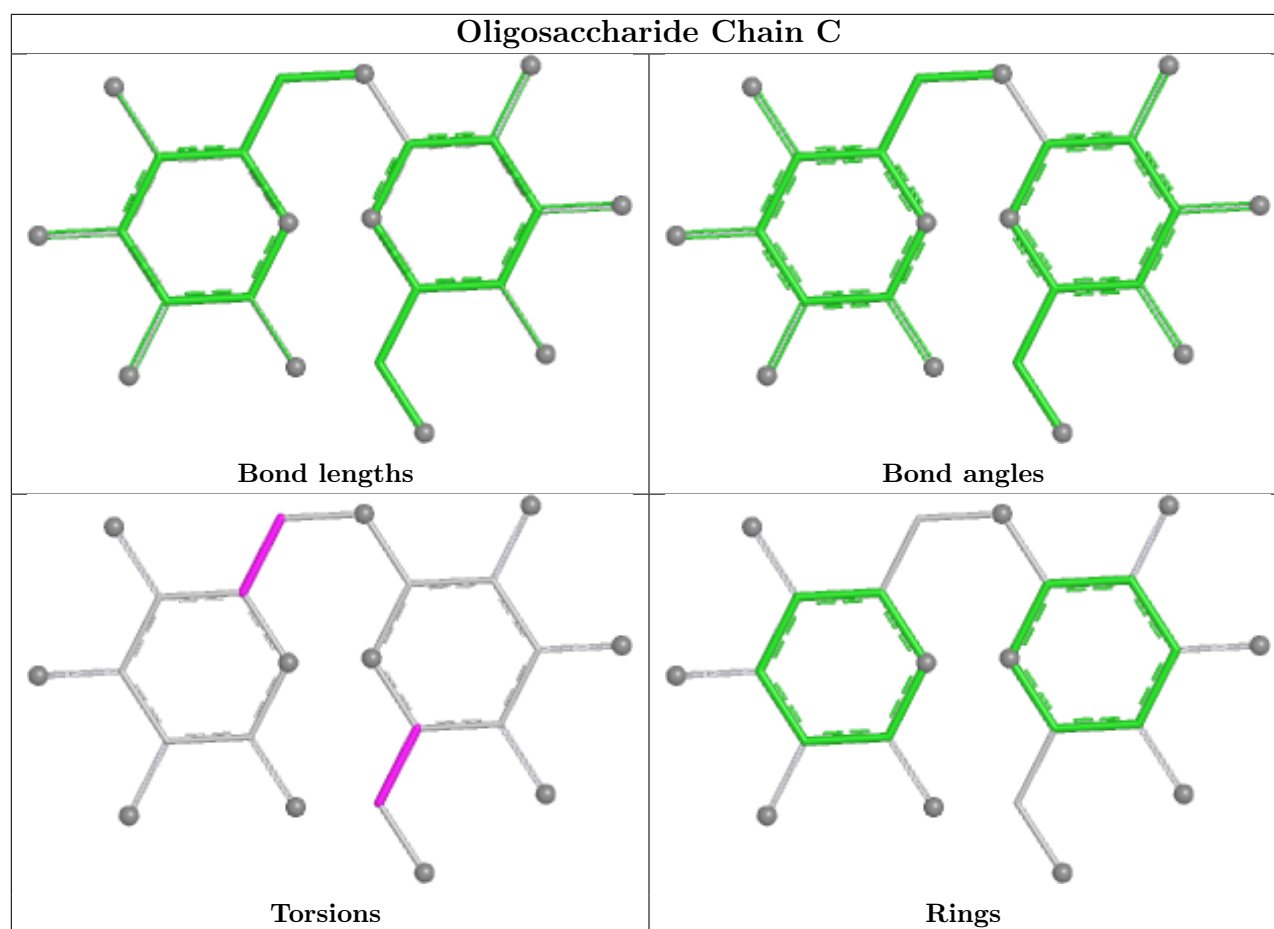 Oligosaccharide Chain C
Bond lengths
Bond angles
Torsions
Rings